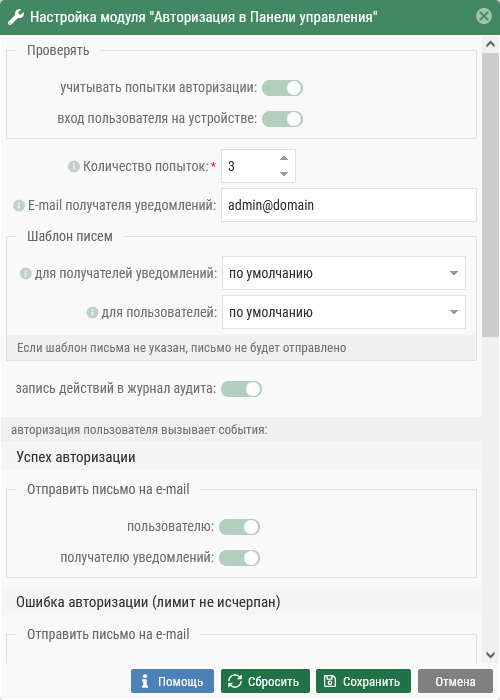 Настройка модуля "Авторизация в Панели управления"
Проверять
учитывать попытки авторизации:
вход пользователя на устройстве:
Количество попыток:* 3
E-mail получателя уведомлений: admin@domain
Шаблон писем
для получателей уведомлений: по умолчанию
для пользователей: по умолчанию
Если шаблон письма не указан, письмо не будет отправлено
запись действий в журнал аудита:
авторизация пользователя вызывает события:
Успех авторизации
Отправить письмо на e-mail
пользователю:
получателю уведомлений:
Ошибка авторизации (лимит не исчерпан)
Отправить письмо на e-mail
Помощь Сбросить Сохранить Отмена